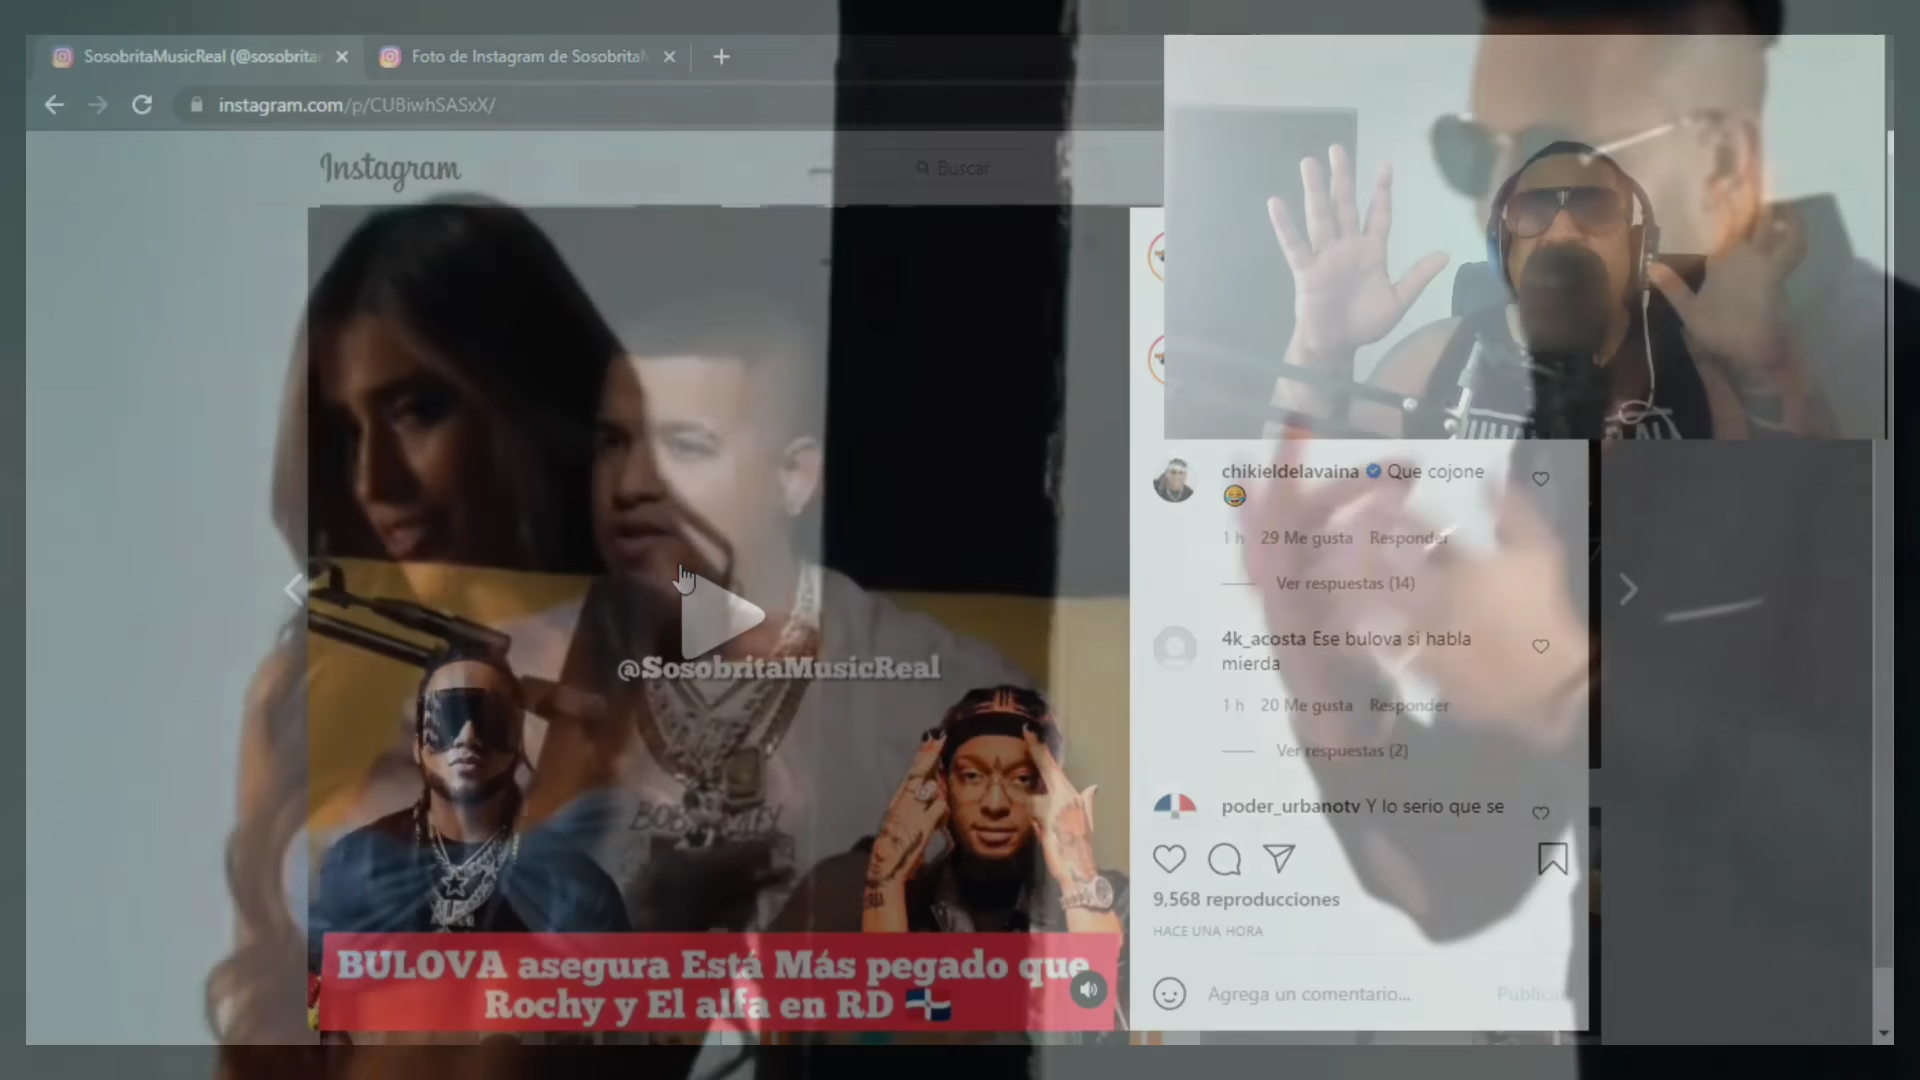 SosobritaMusicReal (@sosobrita
Foto de Instagram de Sosobrita
instagram.com/p/CUBiwhSASxX/
Instagram
Buscar
@SosobritaMusicReal
BULOVA asegura Está Más pegado que
Rochy y El alfa en RD
chikieldelavaina Que cojone
1 h 29 Me gusta Responder
Ver respuestas (14)
4k_acosta Ese bulova si habla
mierda
1 h 20 Me gusta Responder
Ver respuestas (2)
poder_urbanotv Y lo serio que se
9,568 reproducciones
HACE UNA HORA
Agrega un comentario...